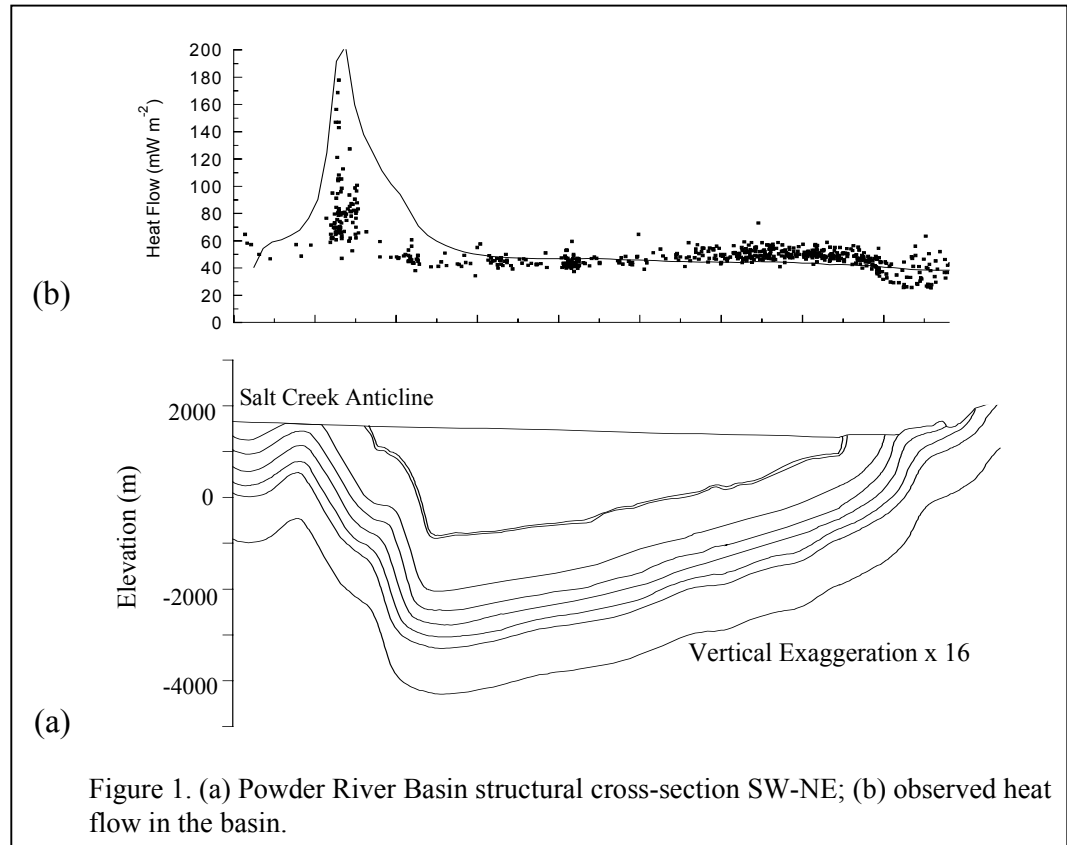 200
180
160
140
120
100
80
60
40
20
0
Heat Flow (mW m-2)
(b)
Salt Creek Anticline
2000
0
-2000
-4000
Elevation (m)
Vertical Exaggeration x 16
(a)
Figure 1. (a) Powder River Basin structural cross-section SW-NE; (b) observed heat
flow in the basin.